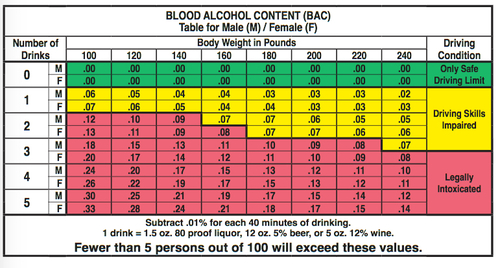 BLOOD ALCOHOL CONTENT (BAC)
Table for Male (M) / Female (F)
Number of Drinks Body Weight in Pounds Driving Condition
100 120 140 160 180 200 220 240
0 M .00 .00 .00 .00 .00 .00 .00 .00 Only Safe
F .00 .00 .00 .00 .00 .00 .00 .00 Driving Limit
1 M .06 .05 .04 .04 .03 .03 .03 .02 Driving Skills Impaired
F .07 .06 .05 .04 .04 .03 .03 .03
2 M .12 .10 .09 .07 .07 .06 .05 .05
F .13 .11 .09 .08 .07 .07 .06 .06
3 M .18 .15 .13 .11 .10 .09 .08 .07
F .20 .17 .14 .12 .11 .10 .09 .08 Legally Intoxicated
4 M .24 .20 .17 .15 .13 .12 .11 .10
F .26 .22 .19 .17 .15 .13 .12 .11
5 M .30 .25 .21 .19 .17 .15 .14 .12
F .33 .28 .24 .21 .18 .17 .15 .14
Subtract .01% for each 40 minutes of drinking.
1 drink = 1.5 oz. 80 proof liquor, 12 oz. 5% beer, or 5 oz. 12% wine.
Fewer than 5 persons out of 100 will exceed these values.